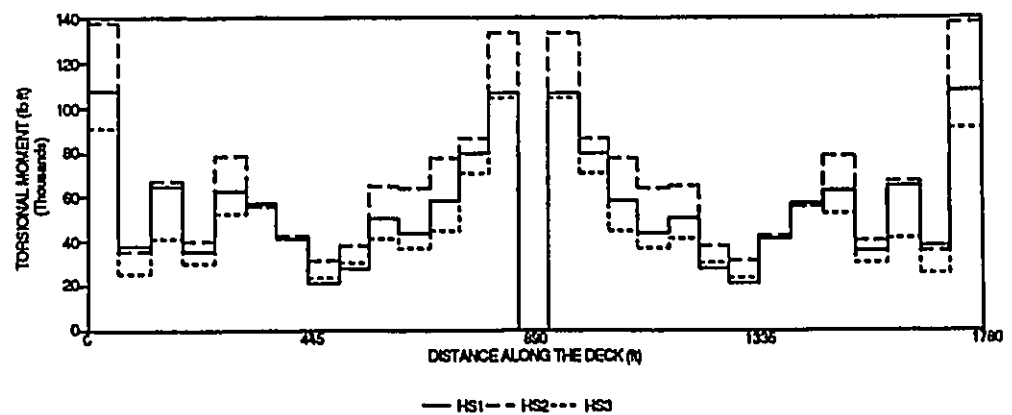 140
120
100
80
60
40
20
0
TORSIONAL MOMENT (lb ft)
(Thousands)
0 445 890 1335 1780
DISTANCE ALONG THE DECK (ft)
HS1 HS2 HS3